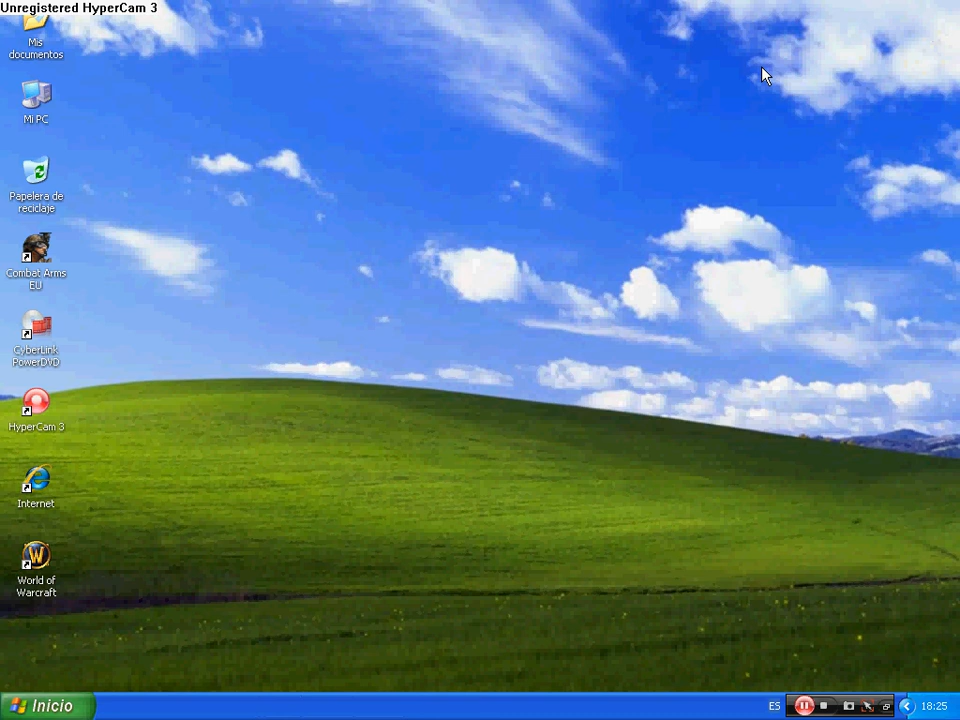 Unregistered HyperCam 3
Mis
documentos
Mi PC
Papelera de
reciclaje
Combat Arms
EU
CyberLink
PowerDVD
HyperCam 3
Internet
World of
Warcraft
Inicio
ES
18:25